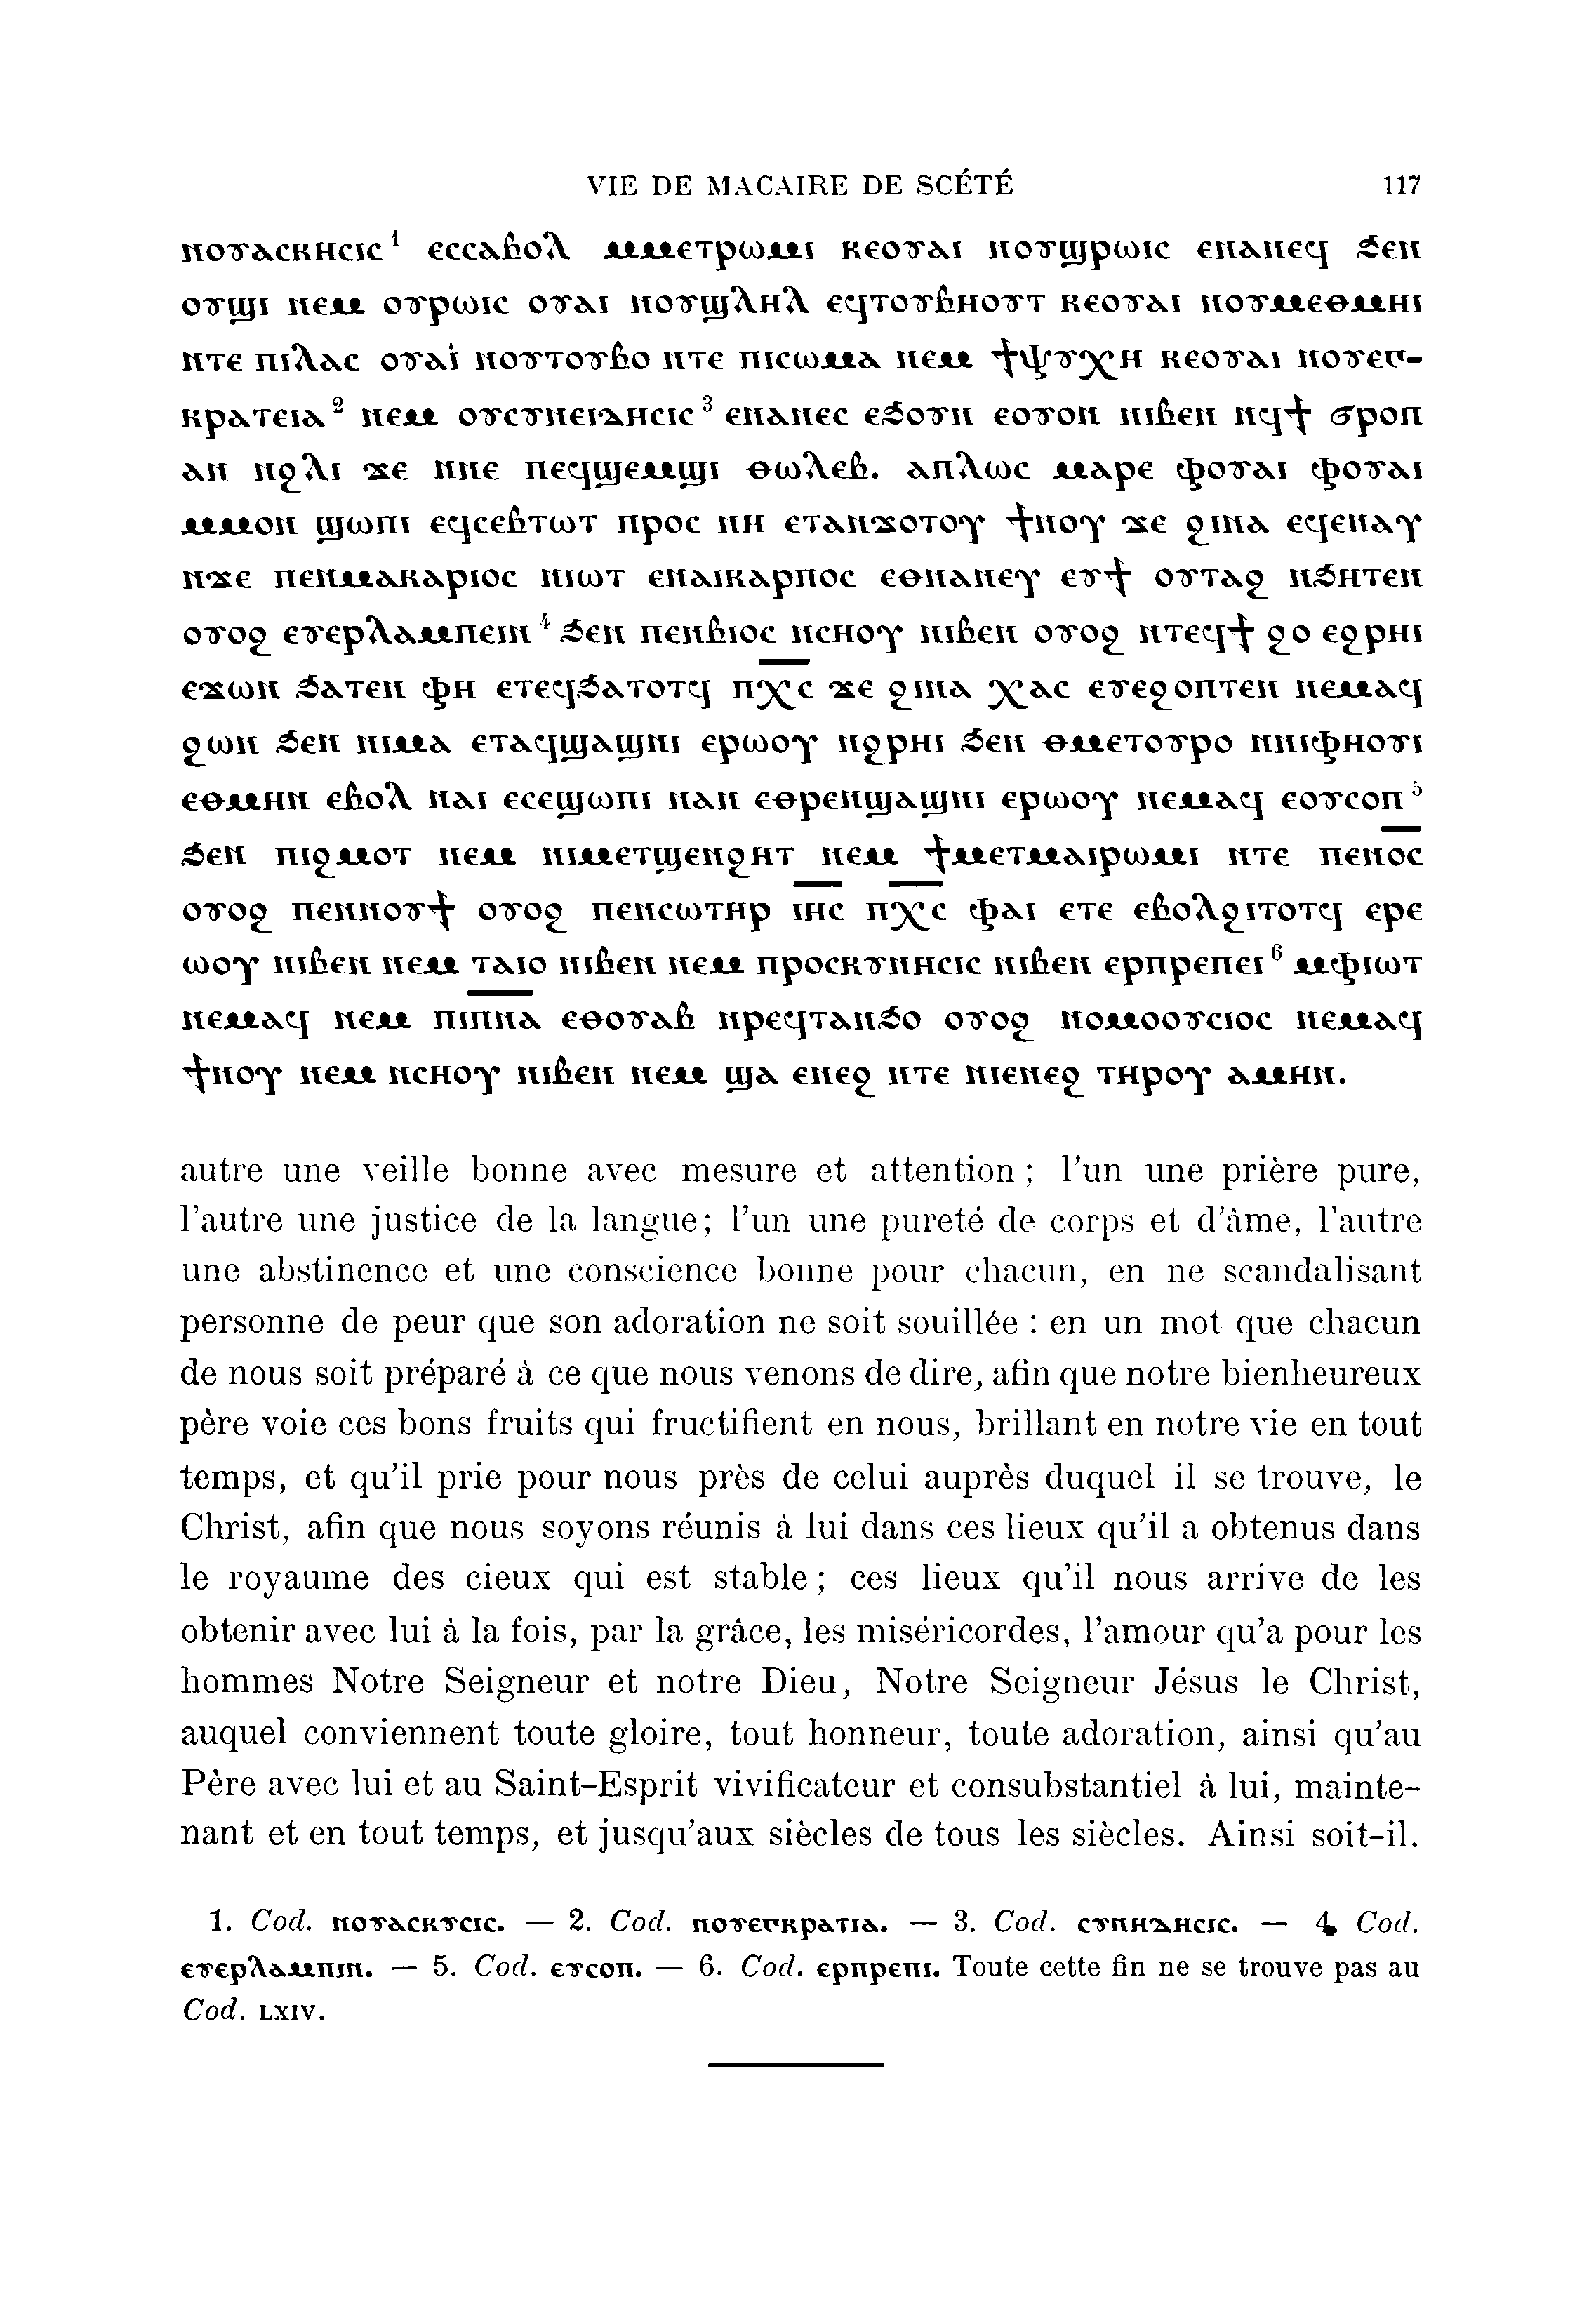 VIE DE MACAIRE DE SCÉTÉ 117
ⲛⲟⲩⲁⲥⲕⲏⲥⲓⲥ¹ ⲉⲥⲥⲁⲃⲟⲗ ⲙⲙⲉⲧⲣⲱⲙⲓ ⲕⲉⲟⲩⲁⲓ ⲛⲟⲩϣⲣⲱⲓⲥ ⲉⲛⲁⲛⲉϥ ϧⲉⲛ
ⲟⲩϣⲓ ⲛⲉⲙ ⲟⲩⲣⲱⲓⲥ ⲟⲩⲁⲓ ⲛⲟⲩϣⲗⲏⲗ ⲉϥⲧⲟⲩⲃⲏⲟⲩⲧ ⲕⲉⲟⲩⲁⲓ ⲛⲟⲩⲙⲉⲑⲙⲏⲓ
ⲛⲧⲉ ⲡⲓⲗⲁⲥ ⲟⲩⲁⲓ̇ ⲛⲟⲩⲧⲟⲩⲃⲟ ⲛⲧⲉ ⲡⲓⲥⲱⲙⲁ ⲛⲉⲙ ϯⲯⲩⲭⲏ ⲕⲉⲟⲩⲁⲓ ⲛⲟⲩⲉⲅ-
ⲕⲣⲁⲧⲉⲓⲁ² ⲛⲉⲙ ⲟⲩⲥⲩⲛⲉⲓⲇⲏⲥⲓⲥ³ ⲉⲛⲁⲛⲉⲥ ⲉϧⲟⲩⲛ ⲉⲟⲩⲟⲛ ⲛⲓⲃⲉⲛ ⲛϥϯ ϭⲣⲟⲡ
ⲁⲛ ⲛϩⲗⲓ ϫⲉ ⲛⲛⲉ ⲡⲉϥϣⲉⲙϣⲓ ⲑⲱⲗⲉⲃ. ⲁⲡⲗⲱⲥ ⲙⲁⲣⲉ ⲫⲟⲩⲁⲓ ⲫⲟⲩⲁⲓ
ⲙⲙⲟⲛ ϣⲱⲡⲓ ⲉϥⲥⲉⲃⲧⲱⲧ ⲡⲣⲟⲥ ⲛⲏ ⲉⲧⲁⲛϫⲟⲧⲟⲩ ϯⲛⲟⲩ ϫⲉ ϩⲓⲛⲁ ⲉϥⲉⲛⲁⲩ
ⲛϫⲉ ⲡⲉⲛⲙⲁⲕⲁⲣⲓⲟⲥ ⲛⲓⲱⲧ ⲉⲛⲁⲓⲕⲁⲣⲡⲟⲥ ⲉⲑⲛⲁⲛⲉⲩ ⲉⲩϯ ⲟⲩⲧⲁϩ ⲛϧⲏⲧⲉⲛ
ⲟⲩⲟϩ ⲉⲩⲉⲣⲗⲁⲙⲡⲉⲓⲛ⁴ ϧⲉⲛ ⲡⲉⲛⲃⲓⲟⲥ ⲛⲥⲏⲟⲩ ⲛⲓⲃⲉⲛ ⲟⲩⲟϩ ⲛⲧⲉϥϯ ϩⲟ ⲉϩⲣⲏⲓ
ⲉϫⲱⲛ ϧⲁⲧⲉⲛ ⲫⲏ ⲉⲧⲉϥϧⲁⲧⲟⲧϥ ⲡⲭ̅ⲥ̅ ϫⲉ ϩⲓⲛⲁ ⲭⲁⲥ ⲉⲩⲉϩⲟⲡⲧⲉⲛ ⲛⲉⲙⲁϥ
ϩⲱⲛ ϧⲉⲛ ⲛⲓⲙⲁ ⲉⲧⲁϥϣⲁϣⲛⲓ ⲉⲣⲱⲟⲩ ⲛϩⲣⲏⲓ ϧⲉⲛ ⲑⲙⲉⲧⲟⲩⲣⲟ ⲛⲛⲓⲫⲏⲟⲩⲓ
ⲉⲑⲙⲏⲛ ⲉⲃⲟⲗ ⲛⲁⲓ ⲉⲥⲉϣⲱⲡⲓ ⲛⲁⲛ ⲉⲑⲣⲉⲛϣⲁϣⲛⲓ ⲉⲣⲱⲟⲩ ⲛⲉⲙⲁϥ ⲉⲟⲩⲥⲟⲡ⁵
ϧⲉⲛ ⲡⲓϩⲙⲟⲧ ⲛⲉⲙ ⲛⲓⲙⲉⲧϣⲉⲛϩⲏⲧ ⲛⲉⲙ ϯⲙⲉⲧⲙⲁⲓⲣⲱⲙⲓ ⲛⲧⲉ ⲡⲉⲛⲟ̅ⲥ̅
ⲟⲩⲟϩ ⲡⲉⲛⲛⲟⲩϯ ⲟⲩⲟϩ ⲡⲉⲛⲥⲱⲧⲏⲣ ⲓ̅ⲏ̅ⲥ̅ ⲡ̅ⲭ̅ⲥ̅ ⲫⲁⲓ ⲉⲧⲉ ⲉⲃⲟⲗϩⲓⲧⲟⲧϥ ⲉⲣⲉ
ⲱⲟⲩ ⲛⲓⲃⲉⲛ ⲛⲉⲙ ⲧⲁⲓⲟ ⲛⲓⲃⲉⲛ ⲛⲉⲙ ⲡⲣⲟⲥⲕⲩⲛⲏⲥⲓⲥ ⲛⲓⲃⲉⲛ ⲉⲣⲡⲣⲉⲡⲉⲓ⁶ ⲙⲫⲓⲱⲧ
ⲛⲉⲙⲁϥ ⲛⲉⲙ ⲡⲓⲡ̅ⲛ̅ⲁ̅ ⲉⲑⲟⲩⲁⲃ ⲛⲣⲉϥⲧⲁⲛϧⲟ ⲟⲩⲟϩ ⲛⲟⲙⲟⲟⲩⲥⲓⲟⲥ ⲛⲉⲙⲁϥ
ϯⲛⲟⲩ ⲛⲉⲙ ⲛⲥⲏⲟⲩ ⲛⲓⲃⲉⲛ ⲛⲉⲙ ϣⲁ ⲉⲛⲉϩ ⲛⲧⲉ ⲛⲓⲉⲛⲉϩ ⲧⲏⲣⲟⲩ ⲁⲙⲏⲛ.
autre une veille bonne avec mesure et attention ; l'un une prière pure,
l'autre une justice de la langue; l'un une pureté de corps et d'âme, l'autre
une abstinence et une conscience bonne pour chacun, en ne scandalisant
personne de peur que son adoration ne soit souillée : en un mot que chacun
de nous soit préparé à ce que nous venons de dire, afin que notre bienheureux
père voie ces bons fruits qui fructifient en nous, brillant en notre vie en tout
temps, et qu'il prie pour nous près de celui auprès duquel il se trouve, le
Christ, afin que nous soyons réunis à lui dans ces lieux qu'il a obtenus dans
le royaume des cieux qui est stable ; ces lieux qu'il nous arrive de les
obtenir avec lui à la fois, par la grâce, les miséricordes, l'amour qu'a pour les
hommes Notre Seigneur et notre Dieu, Notre Seigneur Jésus le Christ,
auquel conviennent toute gloire, tout honneur, toute adoration, ainsi qu'au
Père avec lui et au Saint-Esprit vivificateur et consubstantiel à lui, mainte-
nant et en tout temps, et jusqu'aux siècles de tous les siècles. Ainsi soit-il.
1. Cod. ⲛⲟⲩⲁⲥⲕⲩⲥⲓⲥ. — 2. Cod. ⲛⲟⲩⲉⲅⲕⲣⲁⲧⲓⲁ. — 3. Cod. ⲥⲩⲛⲏⲇⲏⲥⲓⲥ. — 4. Cod.
ⲉⲩⲉⲣⲗⲁⲙⲡⲓⲛ. — 5. Cod. ⲉⲩⲥⲟⲡ. — 6. Cod. ⲉⲣⲡⲣⲉⲡⲓ. Toute cette fin ne se trouve pas au
Cod. LXIV.